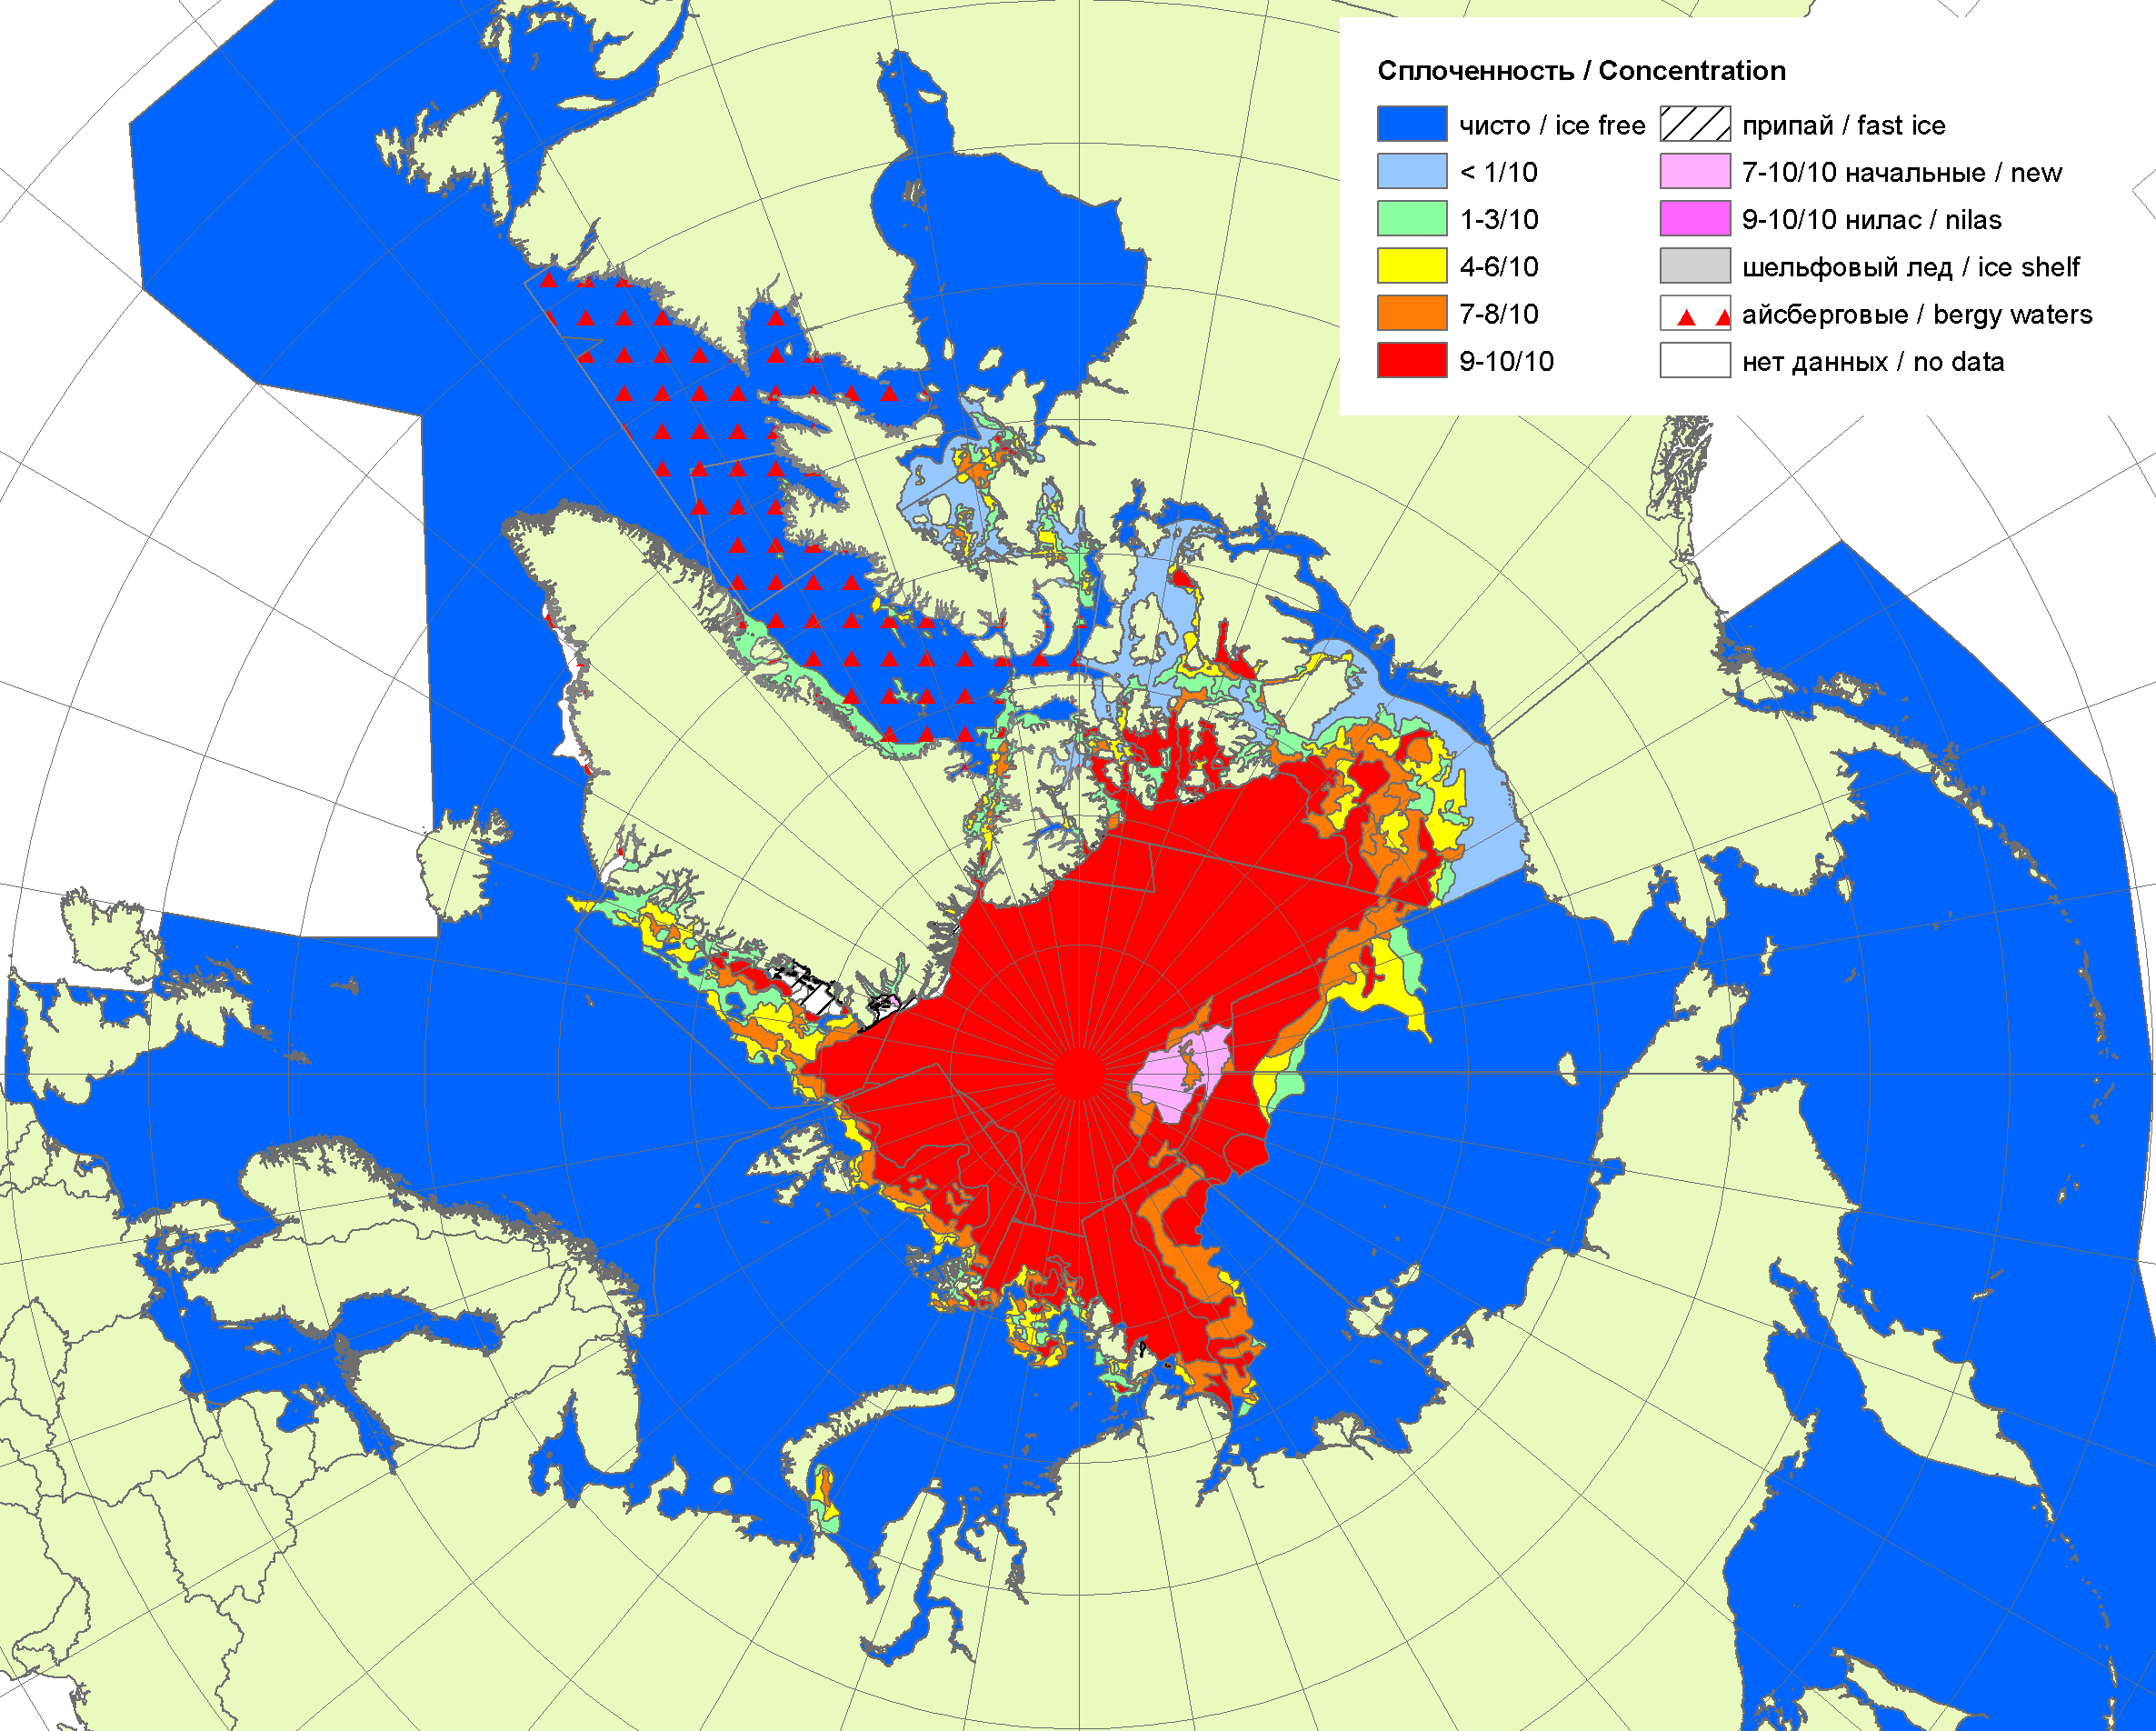 Сплоченность / Concentration
чисто / ice free
< 1/10
1-3/10
4-6/10
7-8/10
9-10/10
припай / fast ice
7-10/10 начальные / new
9-10/10 нилас / nilas
шельфовый лед / ice shelf
айсберговые / bergy waters
нет данных / no data